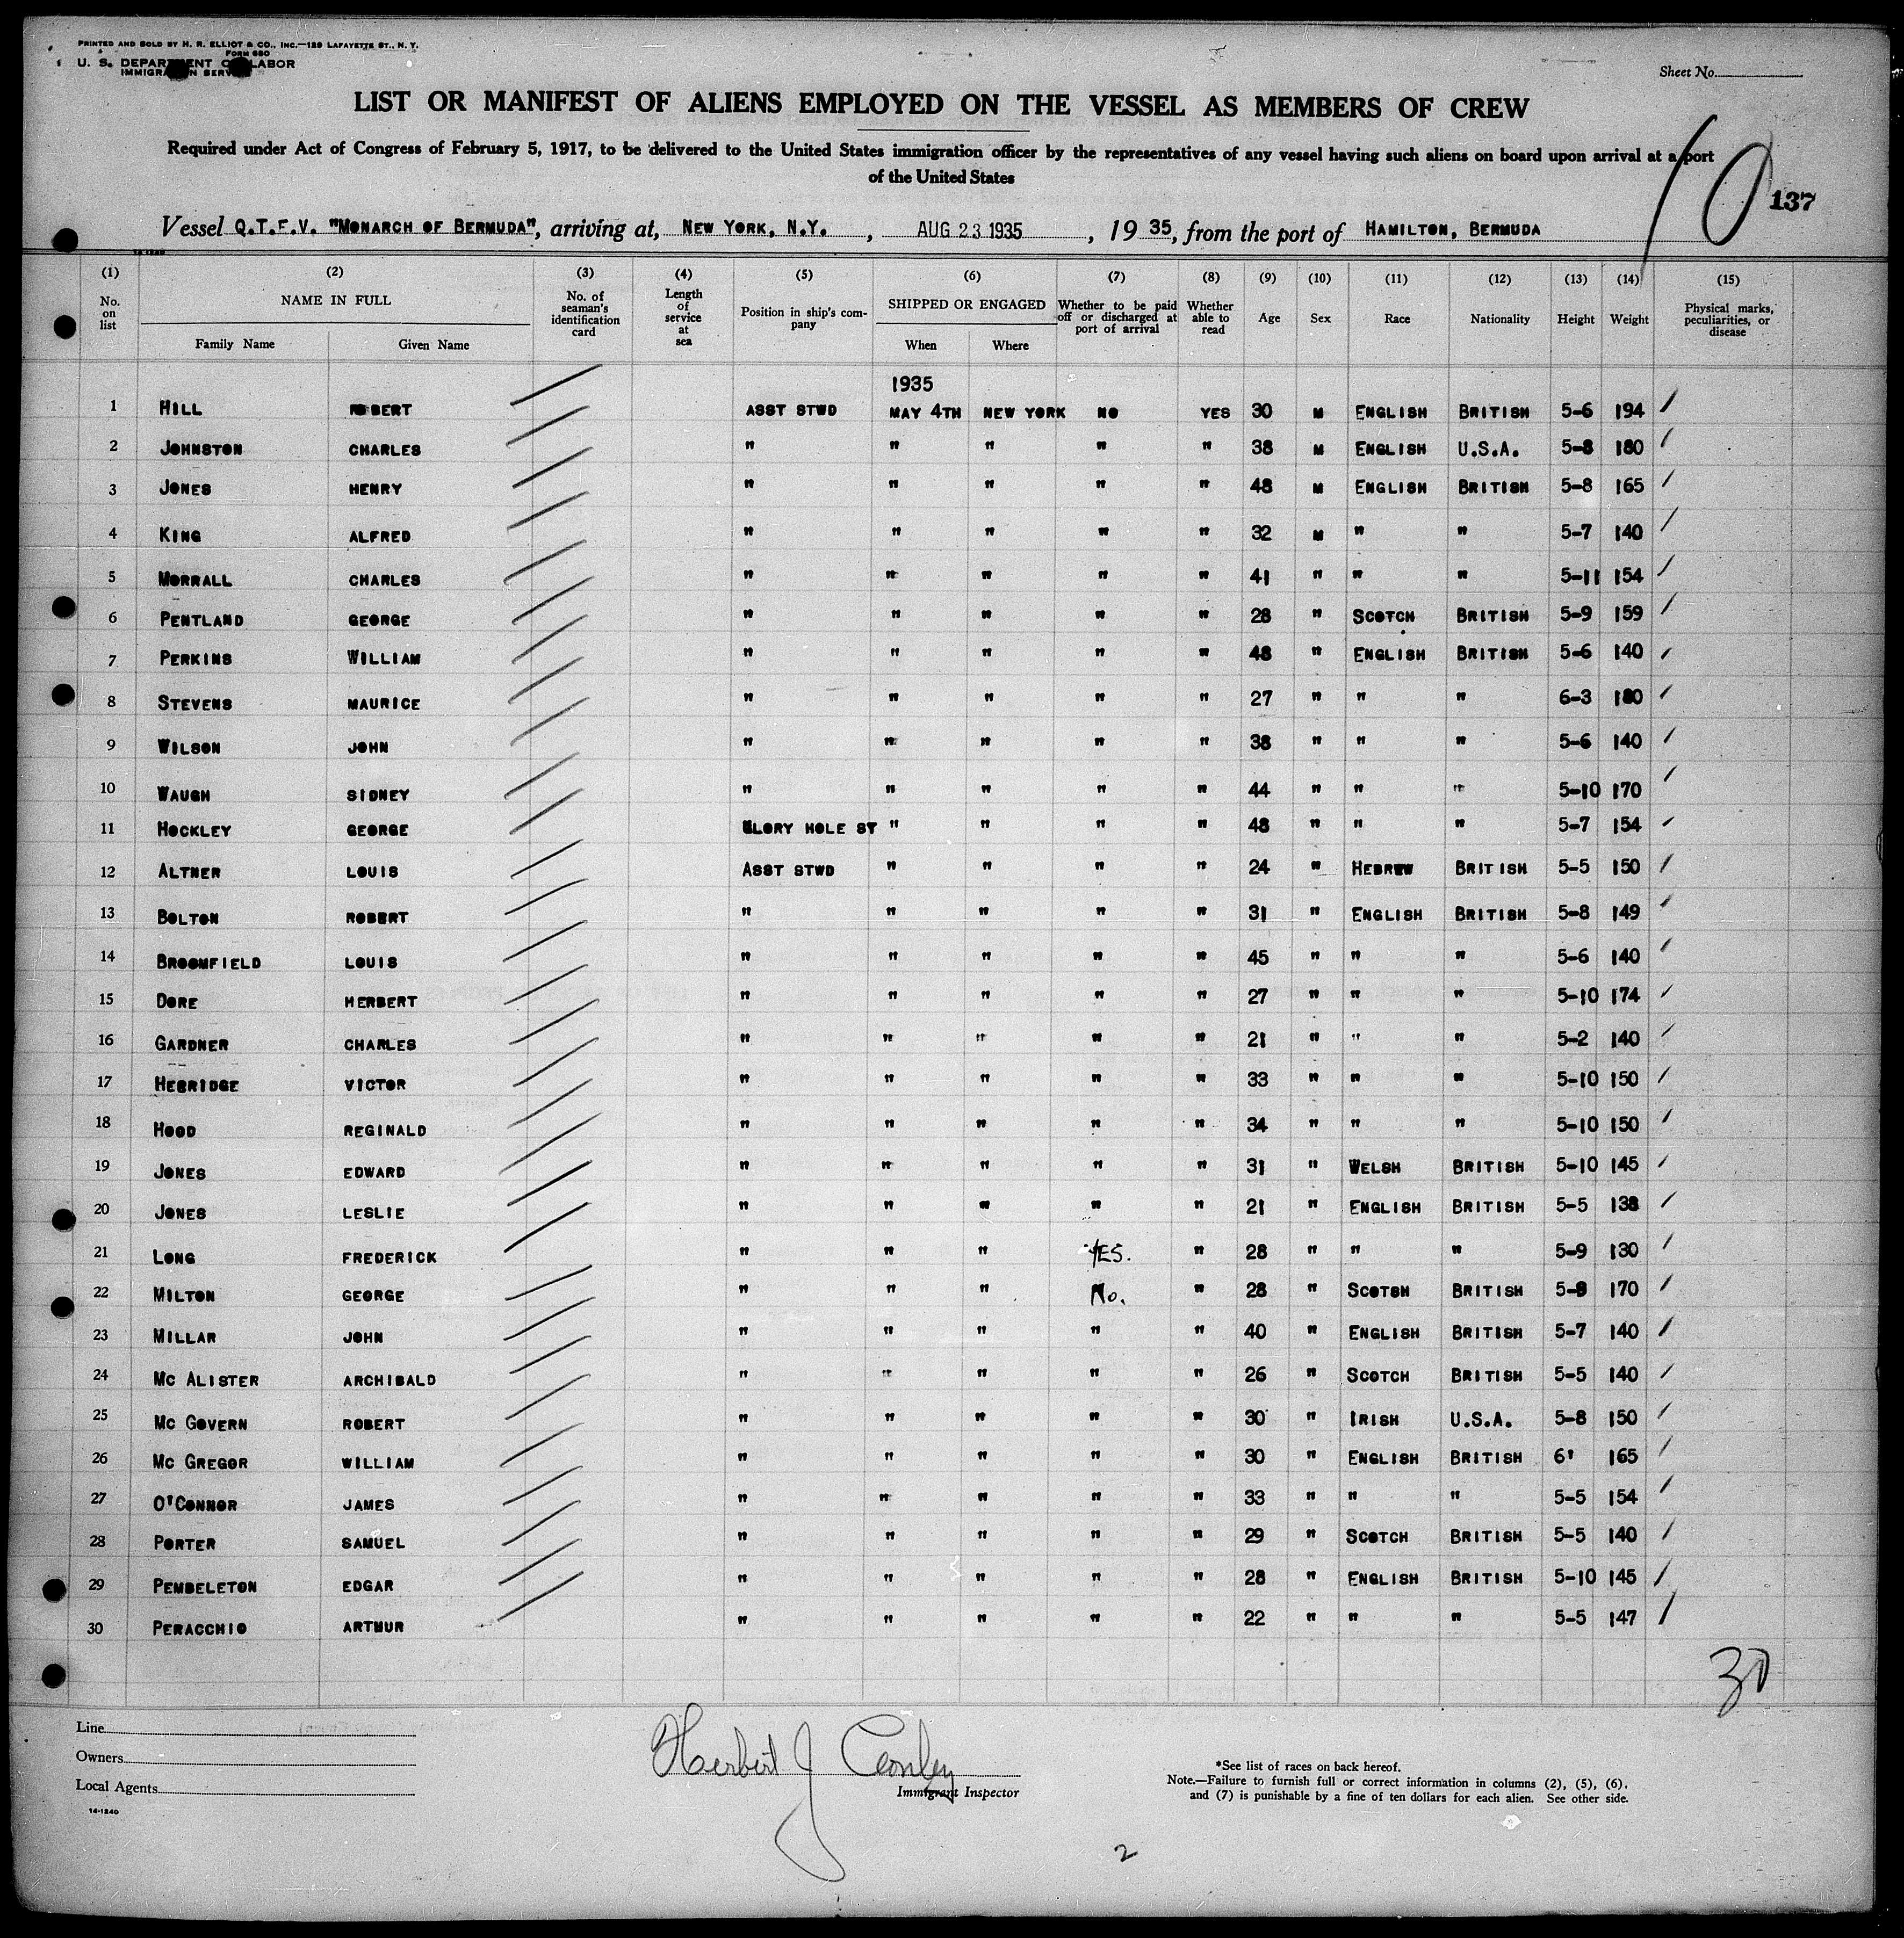 PRINTED AND SOLD BY H. R. ELLIOT & CO., INC.—129 LAFAYETTE ST., N. Y.
FORM 680
U. S. DEPARTMENT OF LABOR
IMMIGRATION SERVICE
Sheet No.
LIST OR MANIFEST OF ALIENS EMPLOYED ON THE VESSEL AS MEMBERS OF CREW
Required under Act of Congress of February 5, 1917, to be delivered to the United States immigration officer by the representatives of any vessel having such aliens on board upon arrival at a port
of the United States
10
137
Vessel Q.T.E.V. "MONARCH OF BERMUDA", arriving at, NEW YORK, N.Y., AUG 23 1935, 19 35, from the port of HAMILTON, BERMUDA
14-1240
(1) (2) (3) (4) (5) (6) (7) (8) (9) (10) (11) (12) (13) (14) (15)
No. on list NAME IN FULL Family Name Given Name No. of seaman's identification card Length of service at sea Position in ship's company SHIPPED OR ENGAGED When Where Whether to be paid off or discharged at port of arrival Whether able to read Age Sex Race Nationality Height Weight Physical marks, peculiarities, or disease
1935
1 HILL ROBERT ASST STWD MAY 4TH NEW YORK NO YES 30 M ENGLISH BRITISH 5-6 194
2 JOHNSTON CHARLES " " " " " 38 M ENGLISH U.S.A. 5-8 180
3 JONES HENRY " " " " " 48 M ENGLISH BRITISH 5-8 165
4 KING ALFRED " " " " " 32 M " " 5-7 140
5 MORRALL CHARLES " " " " " 41 " " " 5-11 154
6 PENTLAND GEORGE " " " " " 28 " SCOTCH BRITISH 5-9 159
7 PERKINS WILLIAM " " " " " 48 " ENGLISH BRITISH 5-6 140
8 STEVENS MAURICE " " " " " 27 " " " 6-3 180
9 WILSON JOHN " " " " " 38 " " " 5-6 140
10 WAUGH SIDNEY " " " " " 44 " " " 5-10 170
11 HOCKLEY GEORGE GLORY HOLE ST " " " " 48 " " " 5-7 154
12 ALTNER LOUIS ASST STWD " " " " 24 " HEBREW BRITISH 5-5 150
13 BOLTON ROBERT " " " " " 31 " ENGLISH BRITISH 5-8 149
14 BROOMFIELD LOUIS " " " " " 45 " " " 5-6 140
15 DORE HERBERT " " " " " 27 " " " 5-10 174
16 GARDNER CHARLES " " " " " 21 " " " 5-2 140
17 HEBRIDGE VICTOR " " " " " 33 " " " 5-10 150
18 HOOD REGINALD " " " " " 34 " " " 5-10 150
19 JONES EDWARD " " " " " 31 " WELSH BRITISH 5-10 145
20 JONES LESLIE " " " " " 21 " ENGLISH BRITISH 5-5 138
21 LONG FREDERICK " " " YES. " 28 " " " 5-9 130
22 MILTON GEORGE " " " No. " 28 " SCOTSH BRITISH 5-9 170
23 MILLAR JOHN " " " " " 40 " ENGLISH BRITISH 5-7 140
24 MC ALISTER ARCHIBALD " " " " " 26 " SCOTCH BRITISH 5-5 140
25 MC GOVERN ROBERT " " " " " 30 " IRISH U.S.A. 5-8 150
26 MC GREGOR WILLIAM " " " " " 30 " ENGLISH BRITISH 6' 165
27 O'CONNOR JAMES " " " " " 33 " " " 5-5 154
28 PORTER SAMUEL " " " " " 29 " SCOTCH BRITISH 5-5 140
29 PEMBELETON EDGAR " " " " " 28 " ENGLISH BRITISH 5-10 145
30 PERACCHIO ARTHUR " " " " " 22 " " " 5-5 147
30
Line
Owners
Local Agents
14-1240
Herbert J Conley
Immigrant Inspector
*See list of races on back hereof.
Note.—Failure to furnish full or correct information in columns (2), (5), (6),
and (7) is punishable by a fine of ten dollars for each alien. See other side.
2